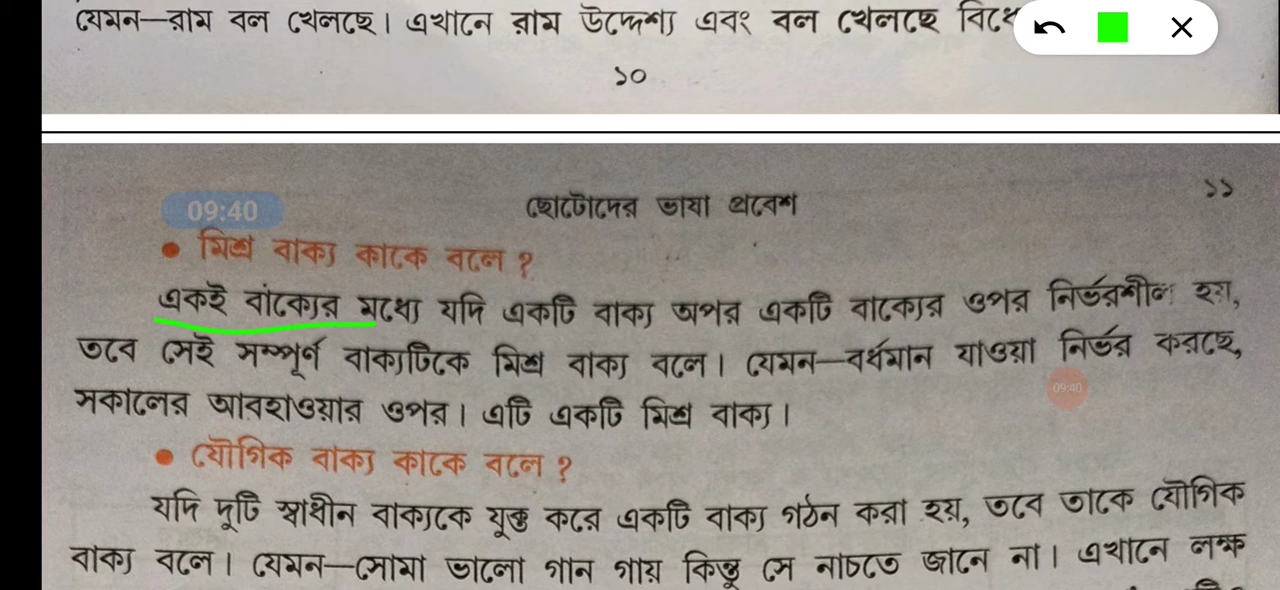 যেমন—রাম বল খেলছে। এখানে রাম উদ্দেশ্য এবং বল খেলছে
১০
১১
09:40
ছোটোদের ভাষা প্রবেশ
• মিশ্র বাক্য কাকে বলে ?
একই বাক্যের মধ্যে যদি একটি বাক্য অপর একটি বাক্যের ওপর নির্ভরশীল হয়,
তবে সেই সম্পূর্ণ বাক্যটিকে মিশ্র বাক্য বলে। যেমন—বর্ধমান যাওয়া নির্ভর করছে,
09:40
সকালের আবহাওয়ার ওপর। এটি একটি মিশ্র বাক্য।
• যৌগিক বাক্য কাকে বলে ?
যদি দুটি স্বাধীন বাক্যকে যুক্ত করে একটি বাক্য গঠন করা হয়, তবে তাকে যৌগিক
বাক্য বলে। যেমন—সোমা ভালো গান গায় কিন্তু সে নাচতে জানে না। এখানে লক্ষ